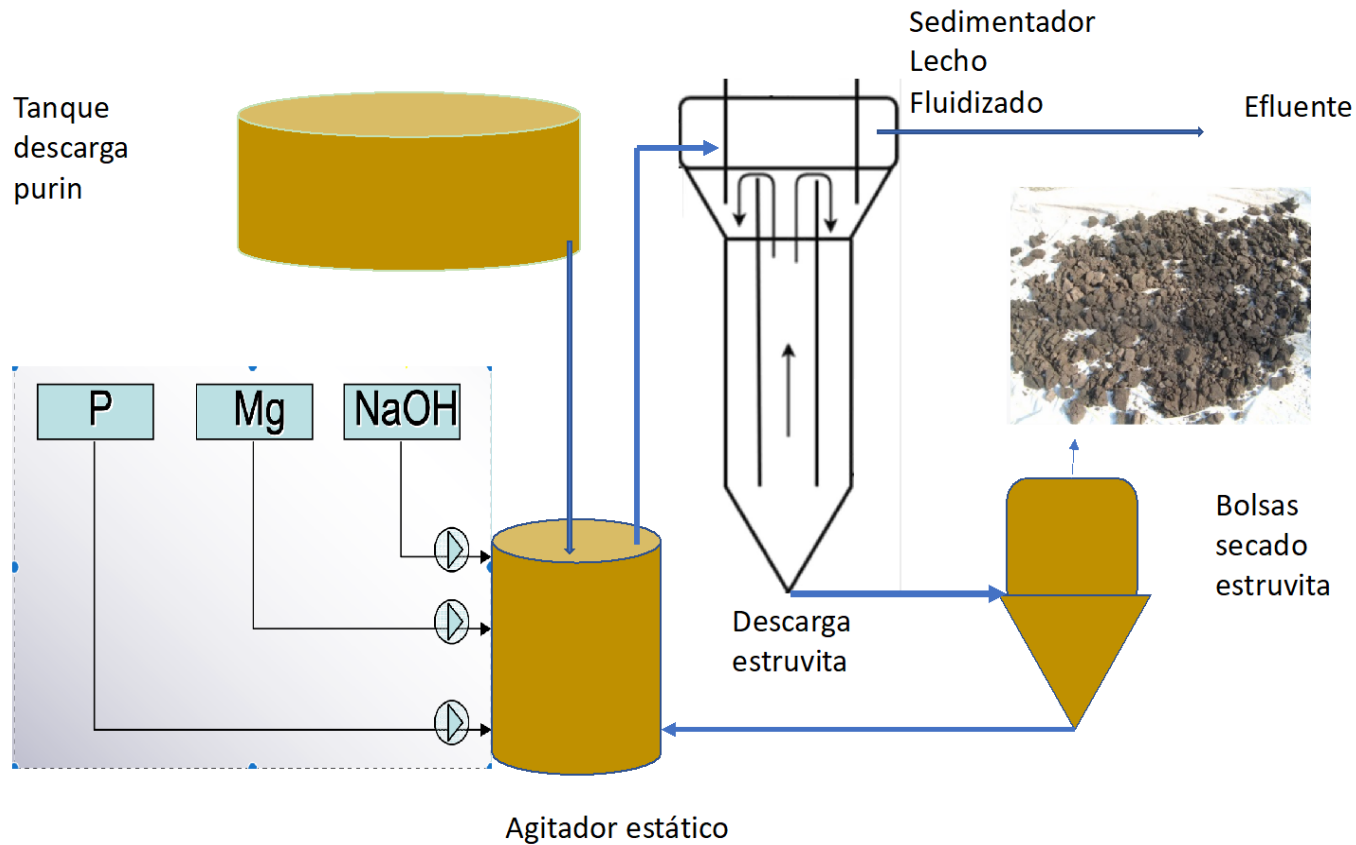 Sedimentador
Lecho
Fluidizado
Efluente
Tanque
descarga
purin
P
Mg
NaOH
Bolsas
secado
estruvita
Descarga
estruvita
Agitador estático